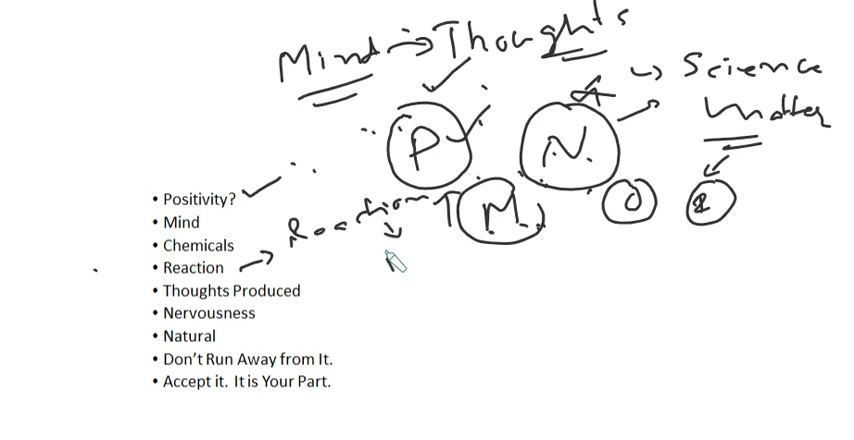 Mind → Thoughts
Science
matter
P N
M
• Positivity?
• Mind
• Chemicals
• Reaction → Reaction
• Thoughts Produced
• Nervousness
• Natural
• Don't Run Away from It.
• Accept it. It is Your Part.